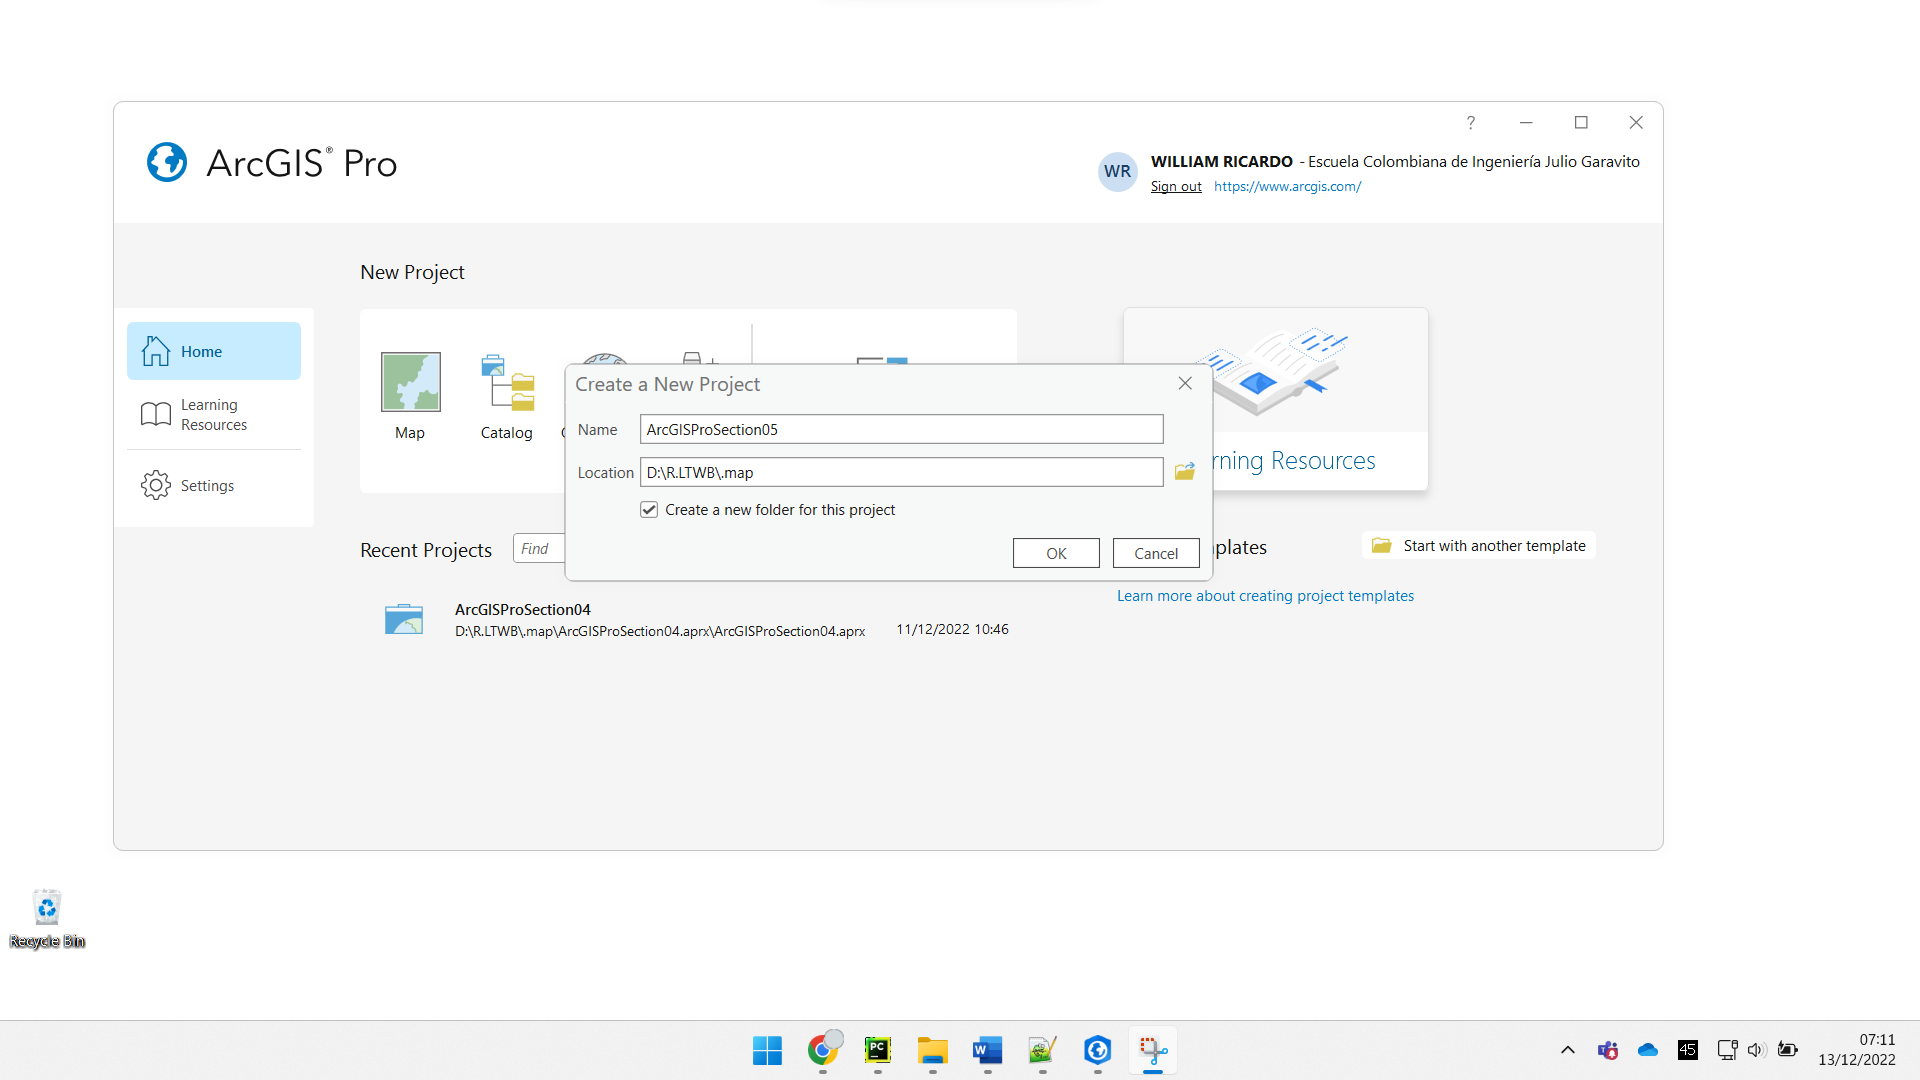 ArcGIS® Pro
?
WR
WILLIAM RICARDO - Escuela Colombiana de Ingeniería Julio Garavito
Sign out https://www.arcgis.com/
New Project
Home
Learning
Resources
Settings
Map
Catalog
Create a New Project
Name
ArcGISProSection05
Location
D:\R.LTWB\.map
Create a new folder for this project
OK
Cancel
rning Resources
Recent Projects
Find
plates
Start with another template
Learn more about creating project templates
ArcGISProSection04
D:\R.LTWB\.map\ArcGISProSection04.aprx\ArcGISProSection04.aprx
11/12/2022 10:46
Recycle Bin
PC
W
45
07:11
13/12/2022